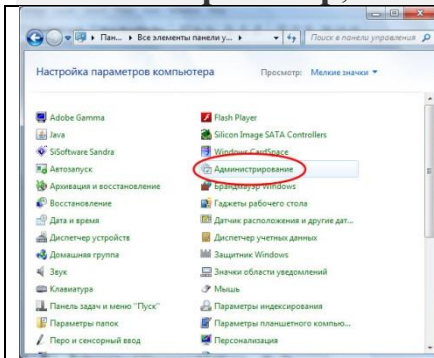 Пан... Все элементы панели у...
Поиск в панели управления
Настройка параметров компьютера
Просмотр: Мелкие значки
Adobe Gamma
Flash Player
Java
Silicon Image SATA Controllers
SiSoftware Sandra
Windows CardSpace
Автозапуск
Администрирование
Архивация и восстановление
Брандмауэр Windows
Восстановление
Гаджеты рабочего стола
Дата и время
Датчик расположения и другие дат...
Диспетчер устройств
Диспетчер учетных данных
Домашняя группа
Защитник Windows
Звук
Значки области уведомлений
Клавиатура
Мышь
Панель задач и меню "Пуск"
Параметры индексирования
Параметры папок
Параметры планшетного компью...
Перо и сенсорный ввод
Персонализация